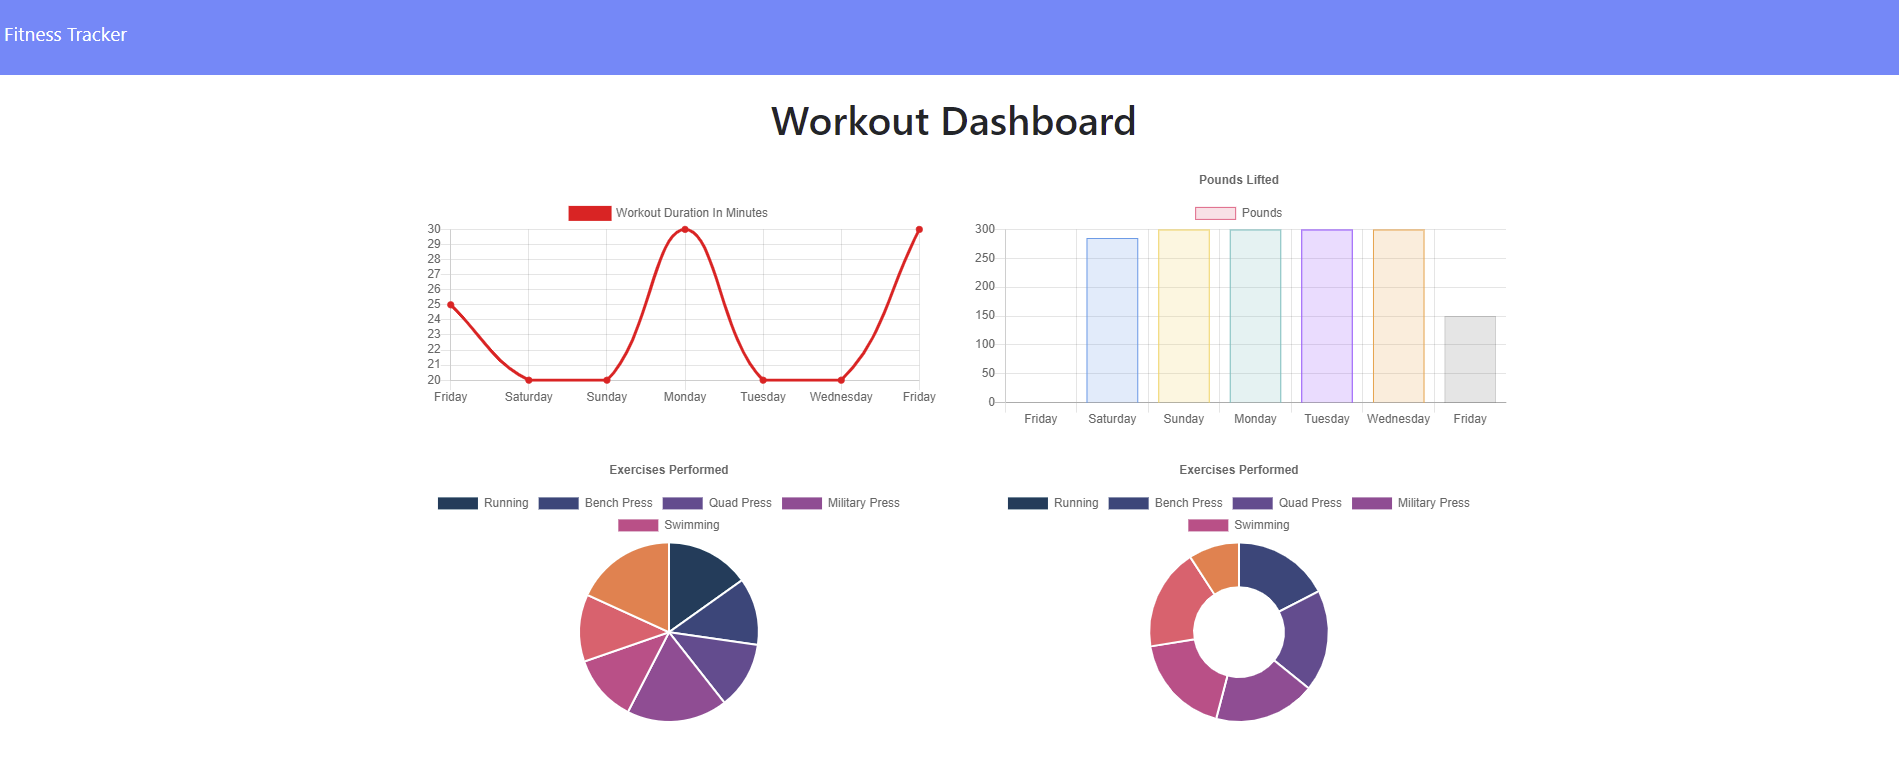 Fitness Tracker
Workout Dashboard
Workout Duration In Minutes
30
29
28
27
26
25
24
23
22
21
20
Friday Saturday Sunday Monday Tuesday Wednesday Friday
Pounds Lifted
Pounds
300
250
200
150
100
50
0
Friday Saturday Sunday Monday Tuesday Wednesday Friday
Exercises Performed
Running Bench Press Quad Press Military Press
Swimming
Exercises Performed
Running Bench Press Quad Press Military Press
Swimming